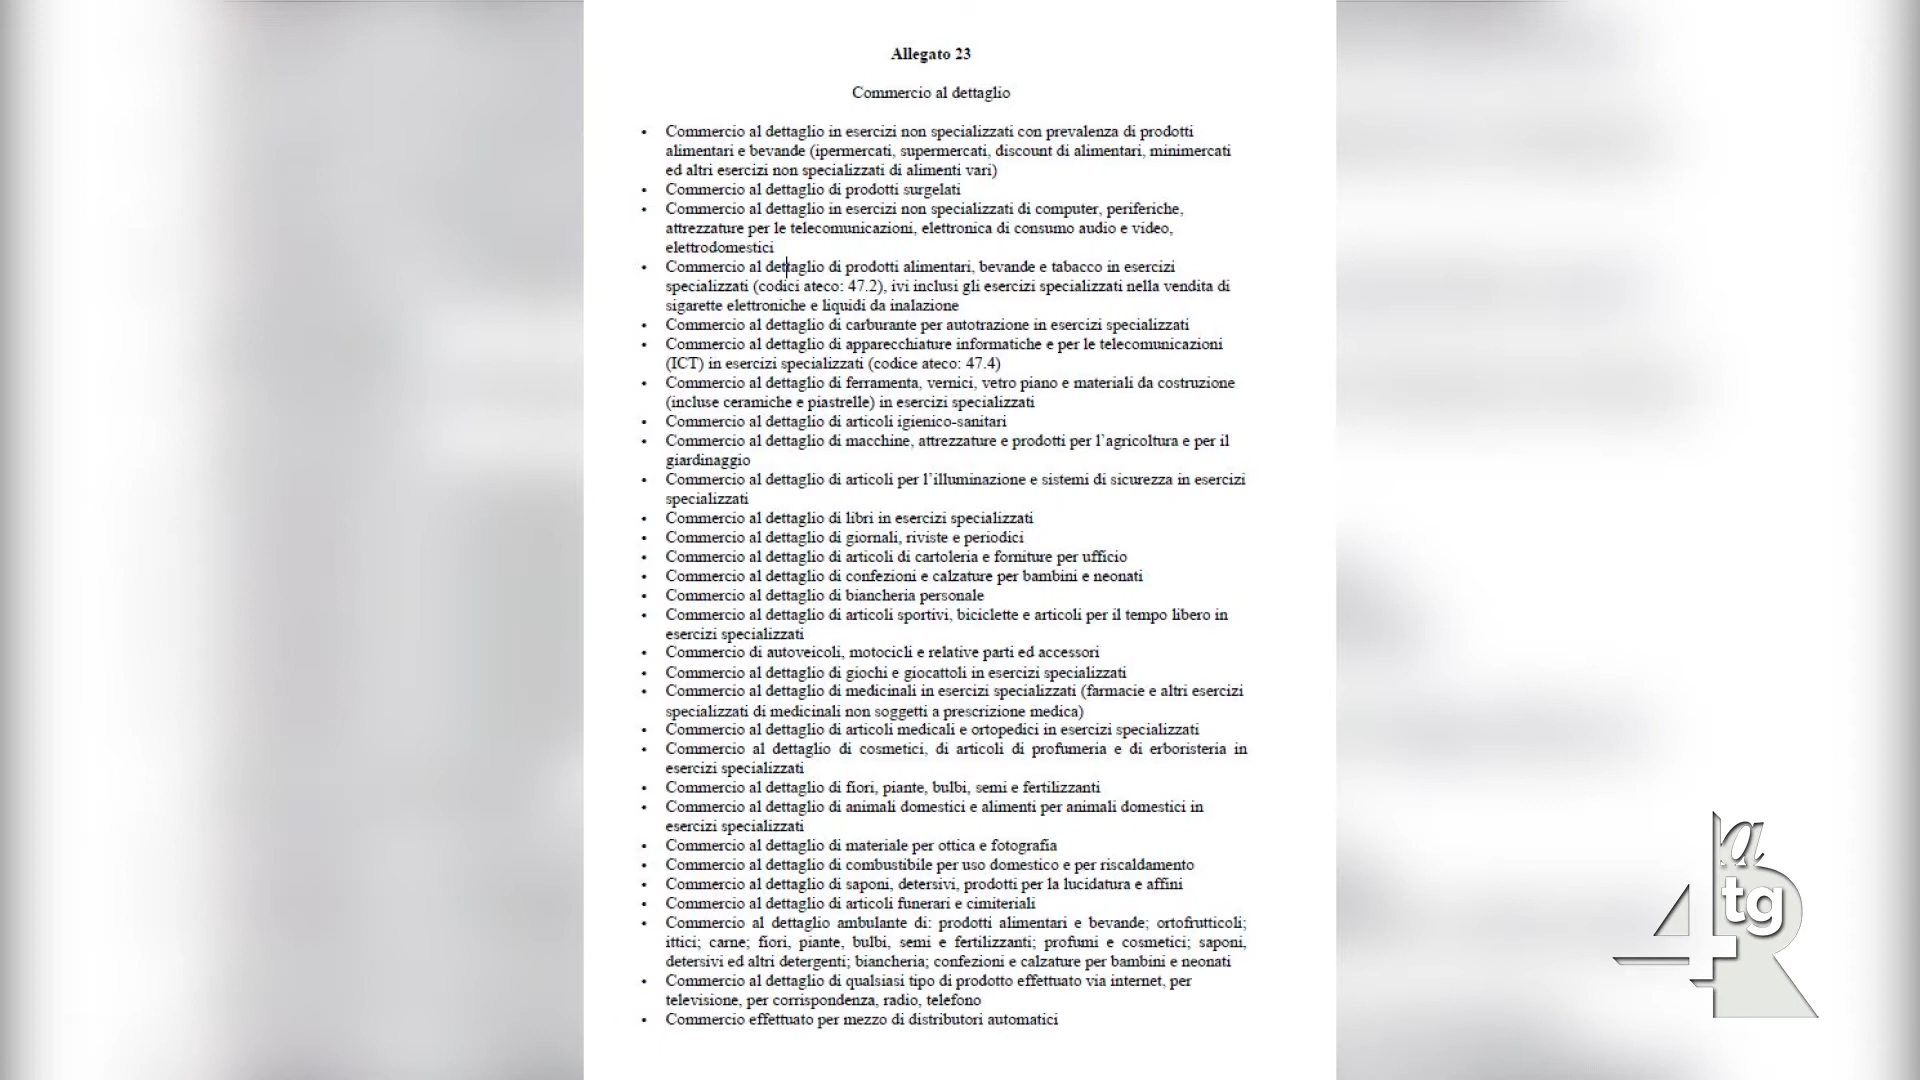 Allegato 23
Commercio al dettaglio
• Commercio al dettaglio in esercizi non specializzati con prevalenza di prodotti
alimentari e bevande (ipermercati, supermercati, discount di alimentari, minimercati
ed altri esercizi non specializzati di alimenti vari)
• Commercio al dettaglio di prodotti surgelati
• Commercio al dettaglio in esercizi non specializzati di computer, periferiche,
attrezzature per le telecomunicazioni, elettronica di consumo audio e video,
elettrodomestici
• Commercio al dettaglio di prodotti alimentari, bevande e tabacco in esercizi
specializzati (codici ateco: 47.2), ivi inclusi gli esercizi specializzati nella vendita di
sigarette elettroniche e liquidi da inalazione
• Commercio al dettaglio di carburante per autotrazione in esercizi specializzati
• Commercio al dettaglio di apparecchiature informatiche e per le telecomunicazioni
(ICT) in esercizi specializzati (codice ateco: 47.4)
• Commercio al dettaglio di ferramenta, vernici, vetro piano e materiali da costruzione
(incluse ceramiche e piastrelle) in esercizi specializzati
• Commercio al dettaglio di articoli igienico-sanitari
• Commercio al dettaglio di macchine, attrezzature e prodotti per l’agricoltura e per il
giardinaggio
• Commercio al dettaglio di articoli per l’illuminazione e sistemi di sicurezza in esercizi
specializzati
• Commercio al dettaglio di libri in esercizi specializzati
• Commercio al dettaglio di giornali, riviste e periodici
• Commercio al dettaglio di articoli di cartoleria e forniture per ufficio
• Commercio al dettaglio di confezioni e calzature per bambini e neonati
• Commercio al dettaglio di biancheria personale
• Commercio al dettaglio di articoli sportivi, biciclette e articoli per il tempo libero in
esercizi specializzati
• Commercio di autoveicoli, motocicli e relative parti ed accessori
• Commercio al dettaglio di giochi e giocattoli in esercizi specializzati
• Commercio al dettaglio di medicinali in esercizi specializzati (farmacie e altri esercizi
specializzati di medicinali non soggetti a prescrizione medica)
• Commercio al dettaglio di articoli medicali e ortopedici in esercizi specializzati
• Commercio al dettaglio di cosmetici, di articoli di profumeria e di erboristeria in
esercizi specializzati
• Commercio al dettaglio di fiori, piante, bulbi, semi e fertilizzanti
• Commercio al dettaglio di animali domestici e alimenti per animali domestici in
esercizi specializzati
• Commercio al dettaglio di materiale per ottica e fotografia
• Commercio al dettaglio di combustibile per uso domestico e per riscaldamento
• Commercio al dettaglio di saponi, detersivi, prodotti per la lucidatura e affini
• Commercio al dettaglio di articoli funerari e cimiteriali
• Commercio al dettaglio ambulante di: prodotti alimentari e bevande; ortofrutticoli;
ittici; carne; fiori, piante, bulbi, semi e fertilizzanti; profumi e cosmetici; saponi,
detersivi ed altri detergenti; biancheria; confezioni e calzature per bambini e neonati
• Commercio al dettaglio di qualsiasi tipo di prodotto effettuato via internet, per
televisione, per corrispondenza, radio, telefono
• Commercio effettuato per mezzo di distributori automatici
la
tg
4R